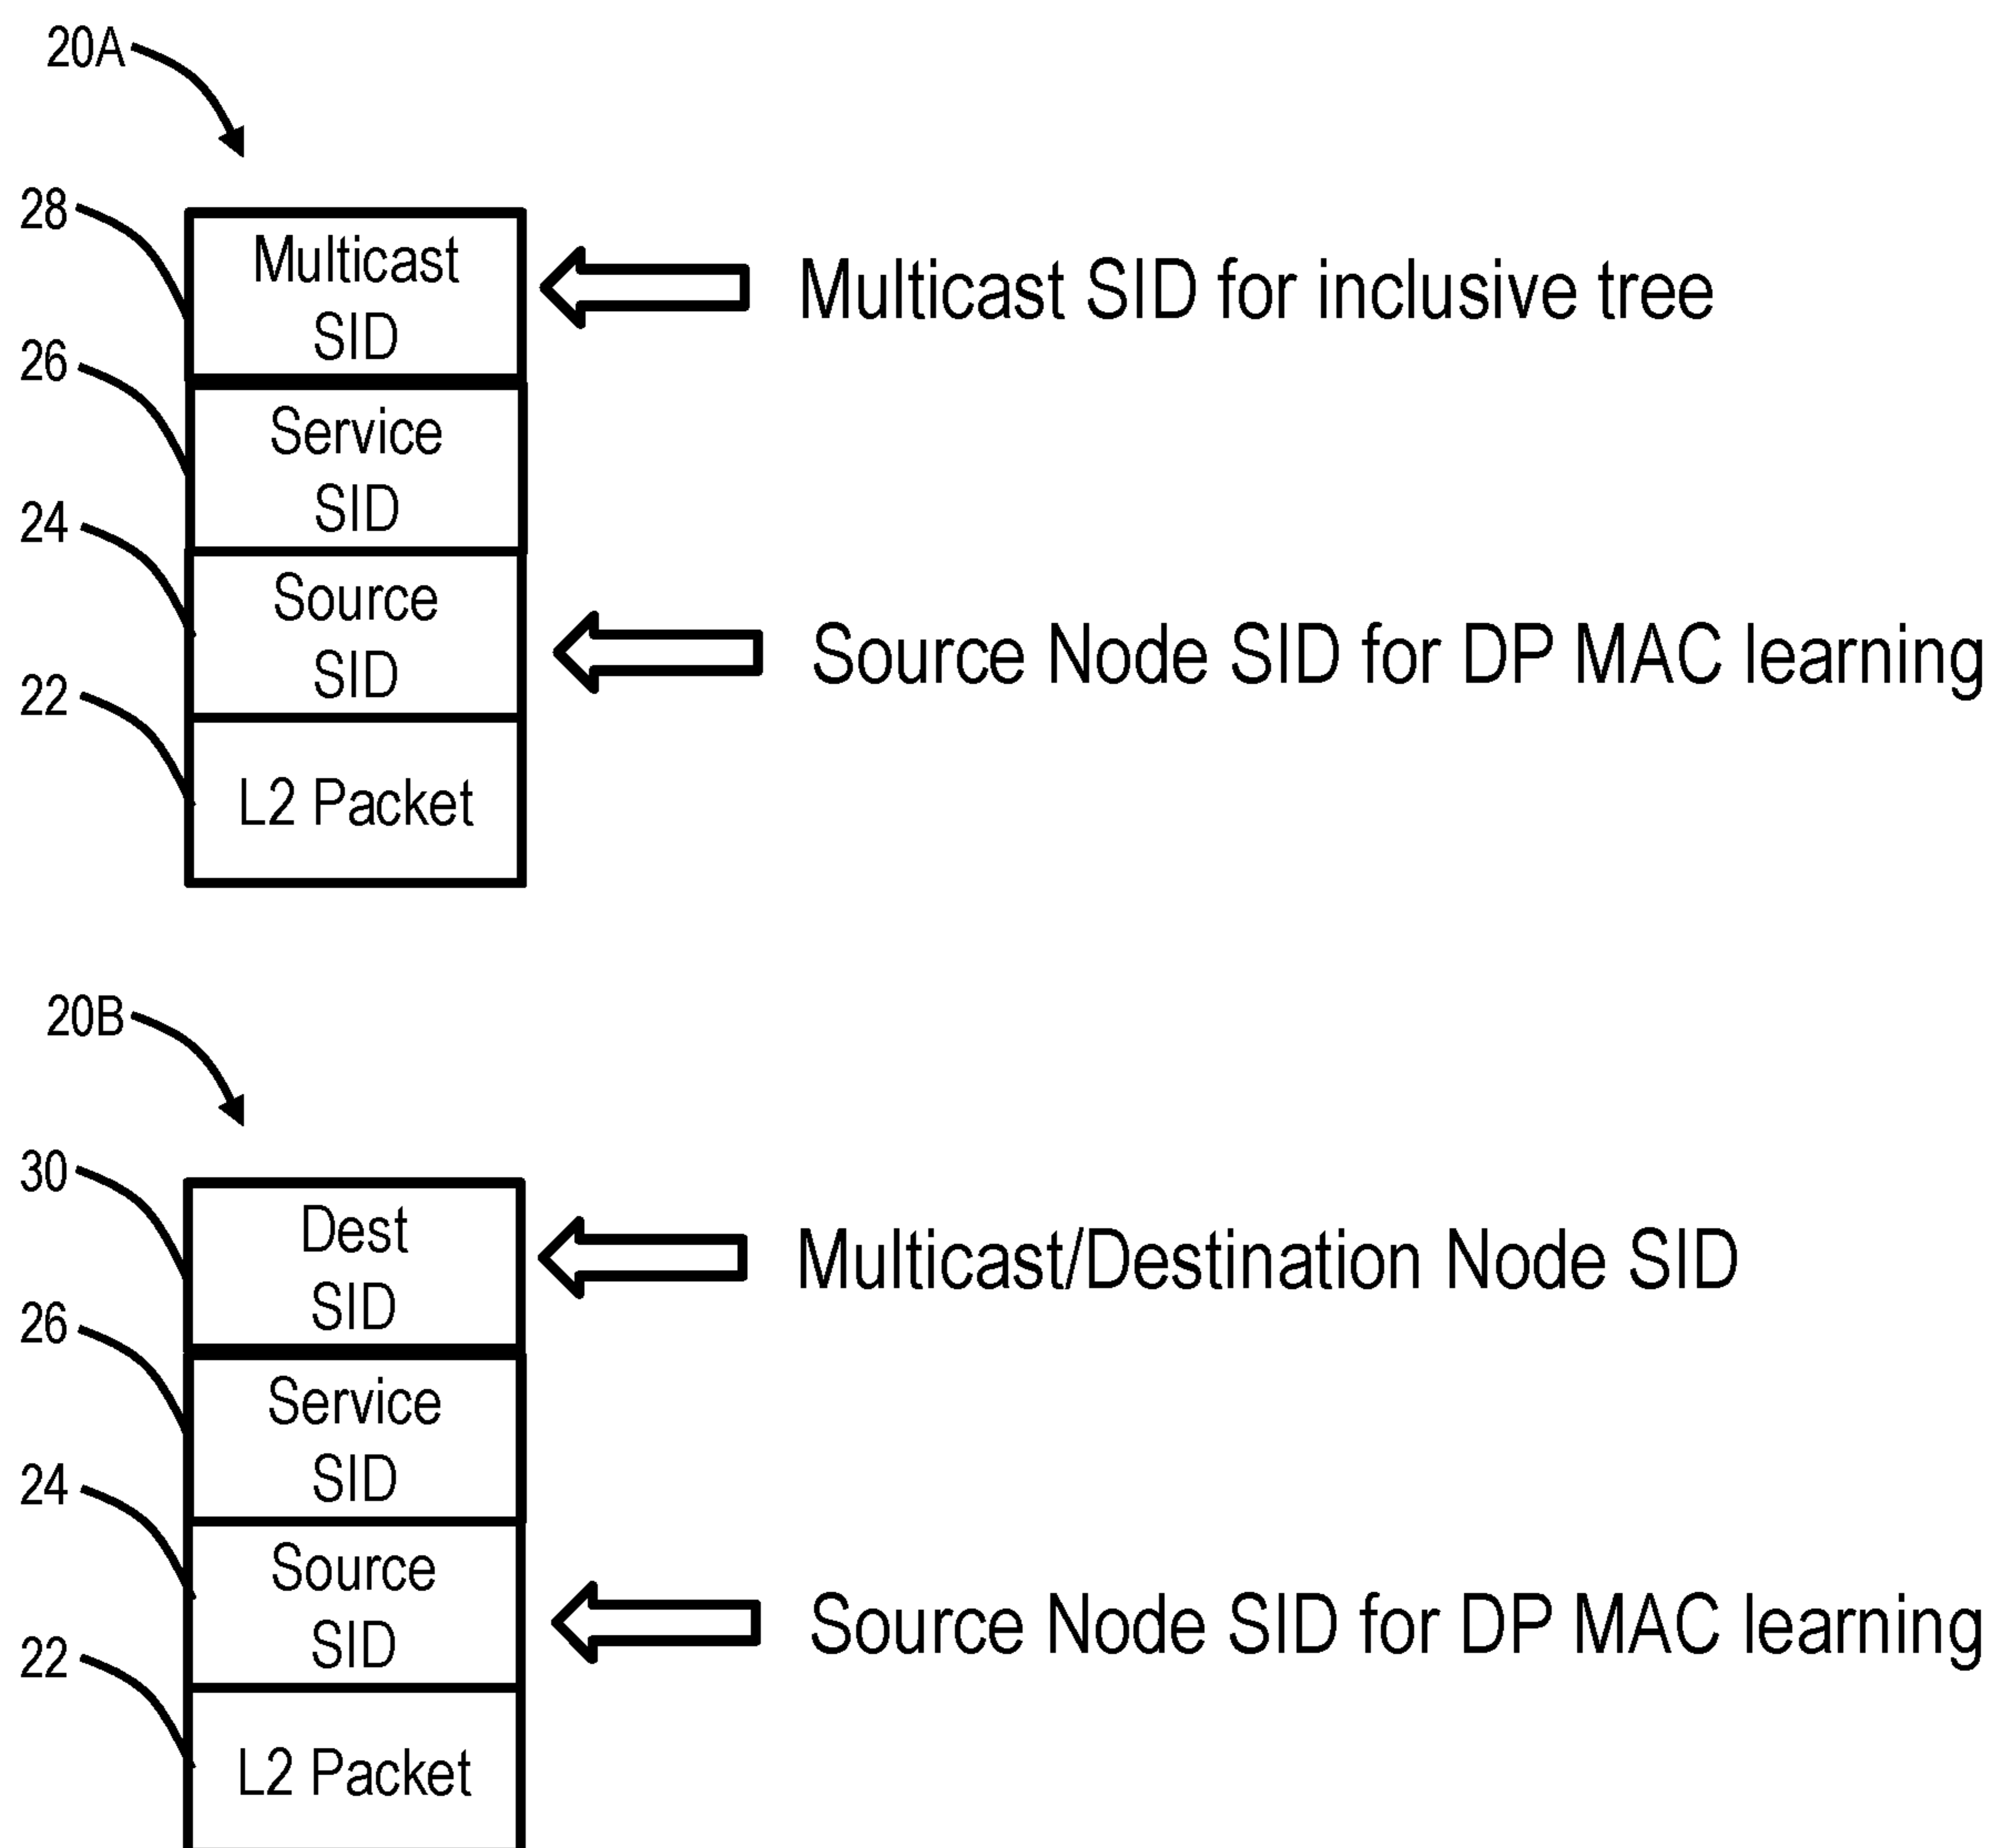 20A
28
Multicast
SID
Multicast SID for inclusive tree
26
Service
SID
24
Source
SID
Source Node SID for DP MAC learning
22
L2 Packet
20B
30
Dest
SID
Multicast/Destination Node SID
26
Service
SID
24
Source
SID
Source Node SID for DP MAC learning
22
L2 Packet